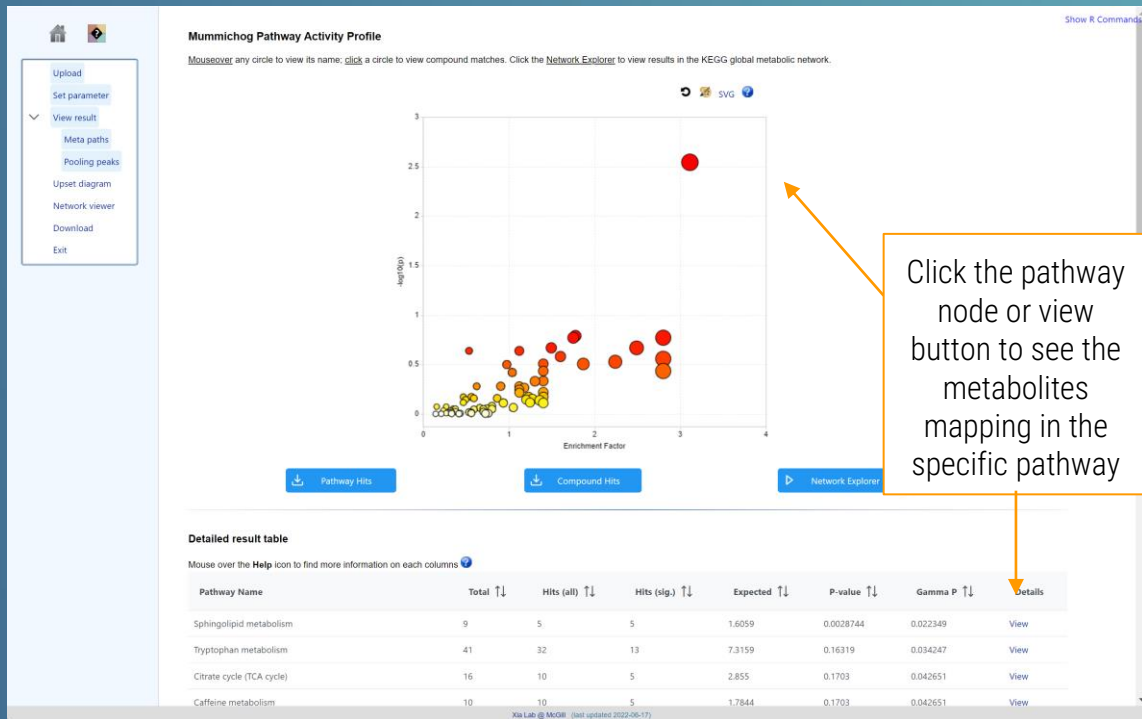 Show R Commands
Mummichog Pathway Activity Profile
Mouseover any circle to view its name; click a circle to view compound matches. Click the Network Explorer to view results in the KEGG global metabolic network.
Upload
Set parameter
View result
Meta paths
Pooling peaks
Upset diagram
Network viewer
Download
Exit
SVG
3
2.5
2
1.5
1
0.5
0
-log10(p)
0 1 2 3 4
Enrichment Factor
Click the pathway
node or view
button to see the
metabolites
mapping in the
specific pathway
Pathway Hits
Compound Hits
Network Explorer
Detailed result table
Mouse over the Help icon to find more information on each columns
Pathway Name Total Hits (all) Hits (sig.) Expected P-value Gamma P Details
Sphingolipid metabolism 9 5 5 1.6059 0.0028744 0.022349 View
Tryptophan metabolism 41 32 13 7.3159 0.16319 0.034247 View
Citrate cycle (TCA cycle) 16 10 5 2.855 0.1703 0.042651 View
Caffeine metabolism 10 10 5 1.7844 0.1703 0.042651 View
Xia Lab @ McGill (last updated 2022-06-17)